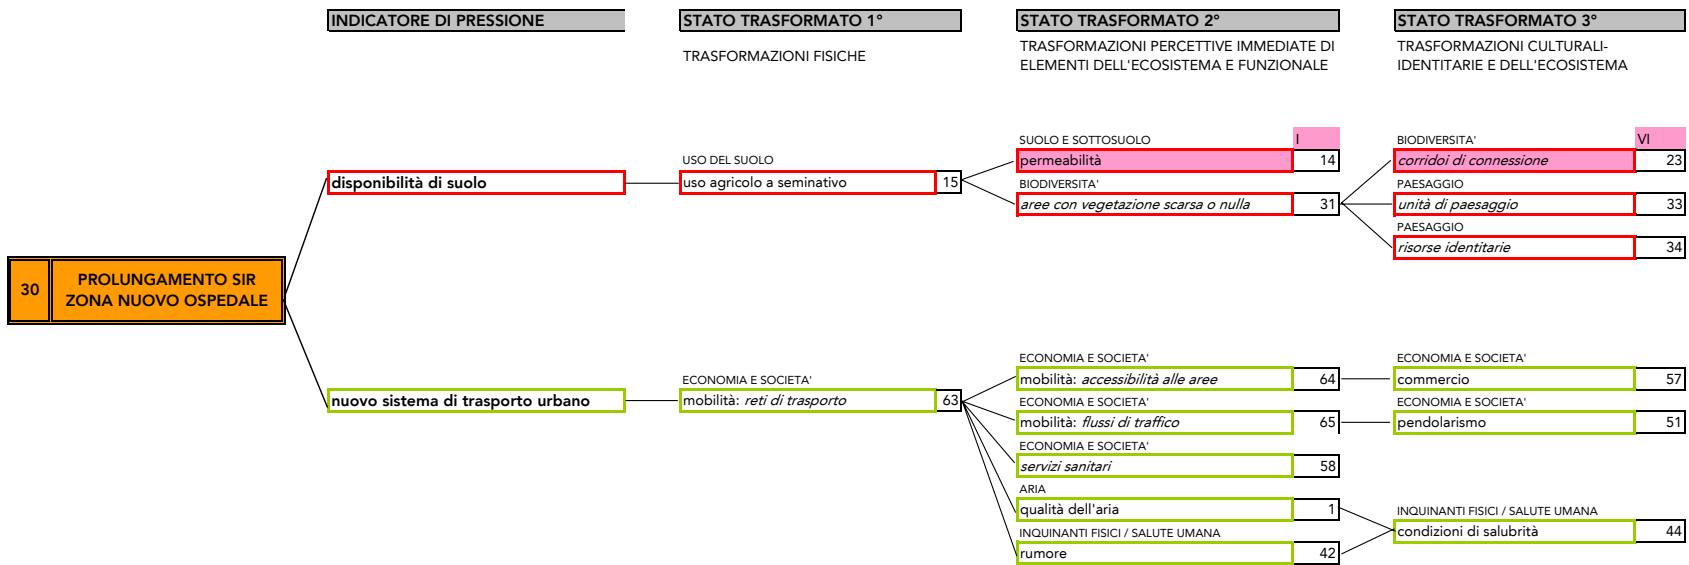 INDICATORE DI PRESSIONE
STATO TRASFORMATO 1°
STATO TRASFORMATO 2°
STATO TRASFORMATO 3°
TRASFORMAZIONI FISICHE
TRASFORMAZIONI PERCETTIVE IMMEDIATE DI
ELEMENTI DELL'ECOSISTEMA E FUNZIONALE
TRASFORMAZIONI CULTURALI-
IDENTITARIE E DELL'ECOSISTEMA
30
PROLUNGAMENTO SIR
ZONA NUOVO OSPEDALE
disponibilità di suolo
USO DEL SUOLO
uso agricolo a seminativo 15
SUOLO E SOTTOSUOLO I
permeabilità 14
BIODIVERSITA'
aree con vegetazione scarsa o nulla 31
BIODIVERSITA' VI
corridoi di connessione 23
PAESAGGIO
unità di paesaggio 33
PAESAGGIO
risorse identitarie 34
nuovo sistema di trasporto urbano
ECONOMIA E SOCIETA'
mobilità: reti di trasporto 63
ECONOMIA E SOCIETA'
mobilità: accessibilità alle aree 64
ECONOMIA E SOCIETA'
mobilità: flussi di traffico 65
ECONOMIA E SOCIETA'
servizi sanitari 58
ARIA
qualità dell'aria 1
INQUINANTI FISICI / SALUTE UMANA
rumore 42
ECONOMIA E SOCIETA'
commercio 57
ECONOMIA E SOCIETA'
pendolarismo 51
INQUINANTI FISICI / SALUTE UMANA
condizioni di salubrità 44